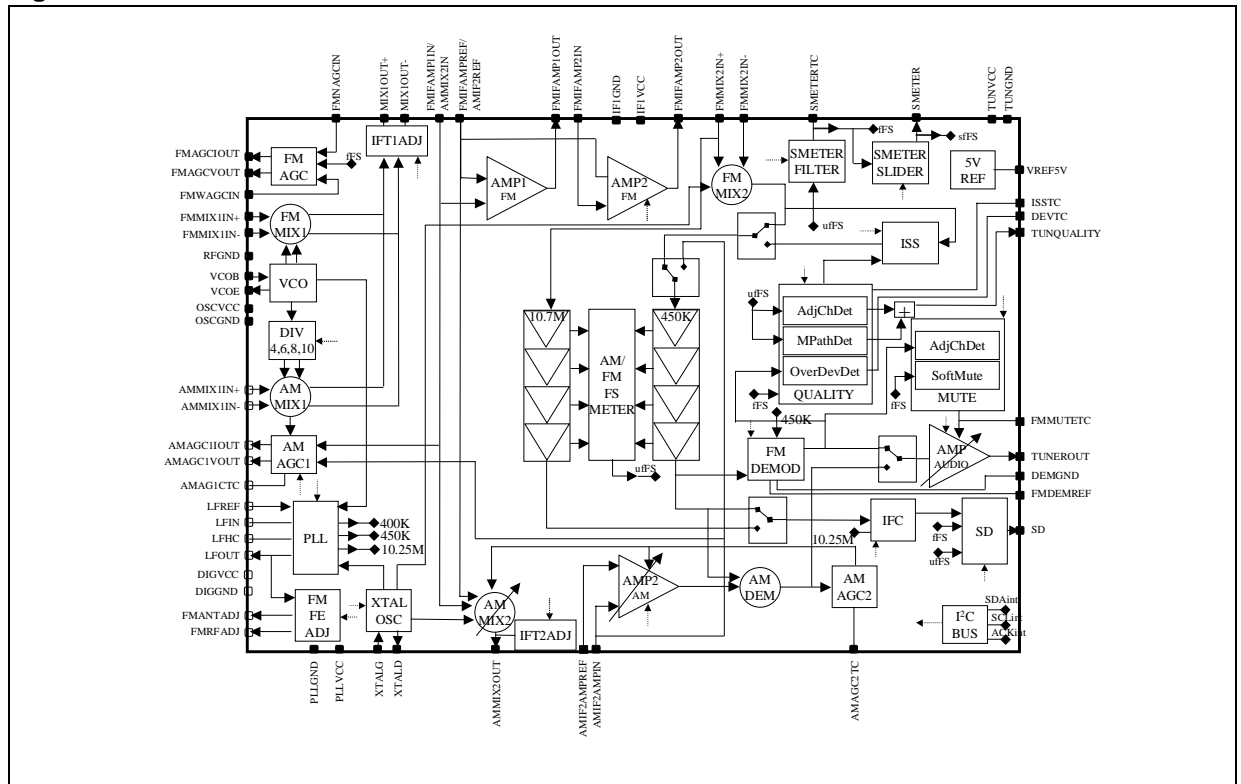 FMNAGCIN
MIX1OUT+
MIX1OUT-
FMIFAMP1IN/
AMMIX2IN
FMIFAMPREF/
AMIF2REF
FMIFAMP1OUT
FMIFAMP2IN
IF1GND
IF1VCC
FMIFAMP2OUT
FMMIX2IN+
FMMIX2IN-
SMETERTC
SMETER
TUNVCC
TUNGND
FMAGCIOUT
FMAGCVOUT
FMWAGCIN
FMMIX1IN+
FMMIX1IN-
RFGND
VCOB
VCOE
OSCVCC
OSCGND
AMMIX1IN+
AMMIX1IN-
AMAGC1IOUT
AMAGC1VOUT
AMAG1CTC
LFREF
LFIN
LFHC
LFOUT
DIGVCC
DIGGND
FMANTADJ
FMRFADJ
FM
AGC
fFS
IFT1ADJ
FM
MIX1
VCO
DIV
4,6,8,10
AM
MIX1
AM
AGC1
PLL
400K
450K
10.25M
FM
FE
ADJ
XTAL
OSC
AMP1
FM
AMP2
FM
FM
MIX2
SMETER
FILTER
fFS
SMETER
SLIDER
sfFS
5V
REF
ufFS
ISS
10.7M
AM/
FM
FS
METER
450K
ufFS
ufFS
AdjChDet
MPathDet
OverDevDet
QUALITY
fFS
+
AdjChDet
SoftMute
MUTE
fFS
450K
FM
DEMOD
AMP
AUDIO
10.25M
IFC
fFS
ufFS
SD
AM
MIX2
IFT2ADJ
AMP2
AM
AM
DEM
AM
AGC2
I²C
BUS
SDAint
SCLint
ACKint
VREF5V
ISSTC
DEVTC
TUNQUALITY
FMMUTETC
TUNEROUT
DEMGND
FMDEMREF
SD
PLLGND
PLLVCC
XTALG
XTALD
AMMIX2OUT
AMIF2AMPREF
AMIF2AMPIN
AMAGC2TC